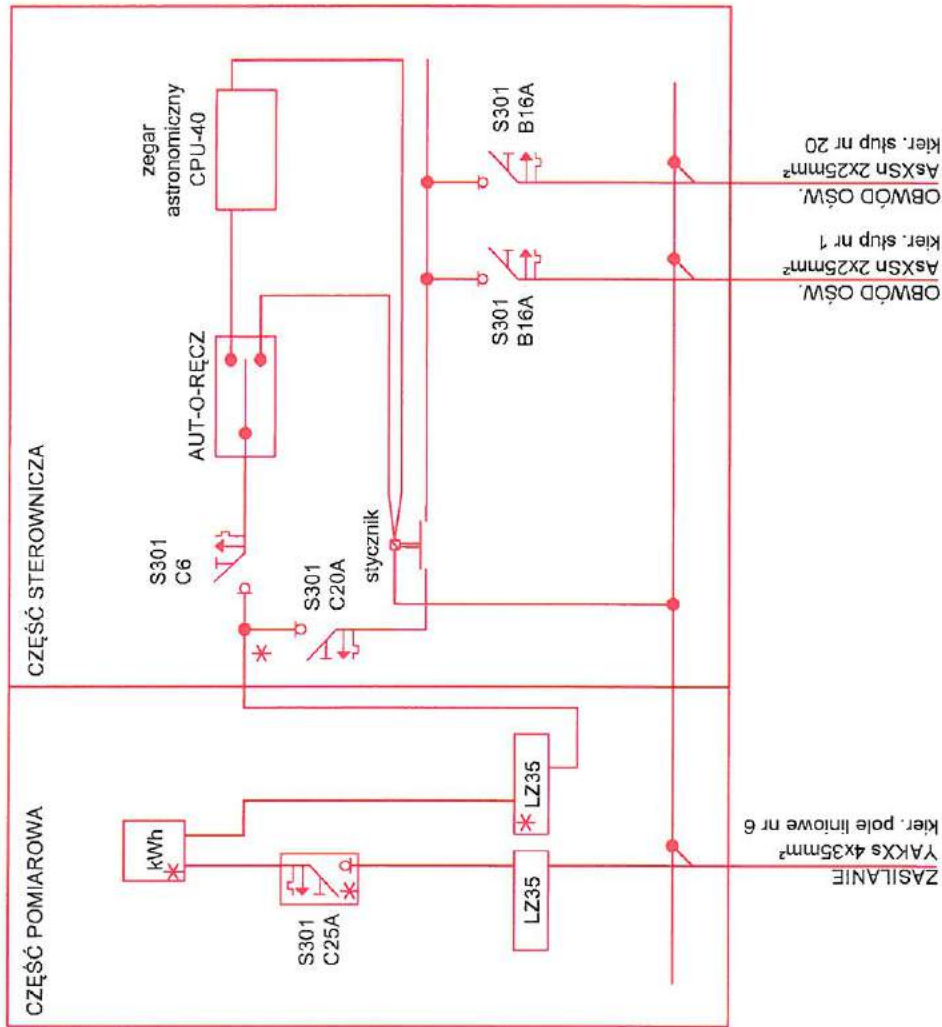 CZĘŚĆ POMIAROWA
kWh
S301
C25A
LZ35
LZ35
ZASILANIE
YAKXs 4x35mm²
kier. pole liniowe nr 6
CZĘŚĆ STEROWNICZA
S301
C6
S301
C20A
stycznik
AUT-O-RĘCZ
zegar
astronomiczny
CPU-40
S301
B16A
S301
B16A
OBWÓD OŚW.
AsXSn 2x25mm²
kier. słup nr 1
OBWÓD OŚW.
AsXSn 2x25mm²
kier. słup nr 20